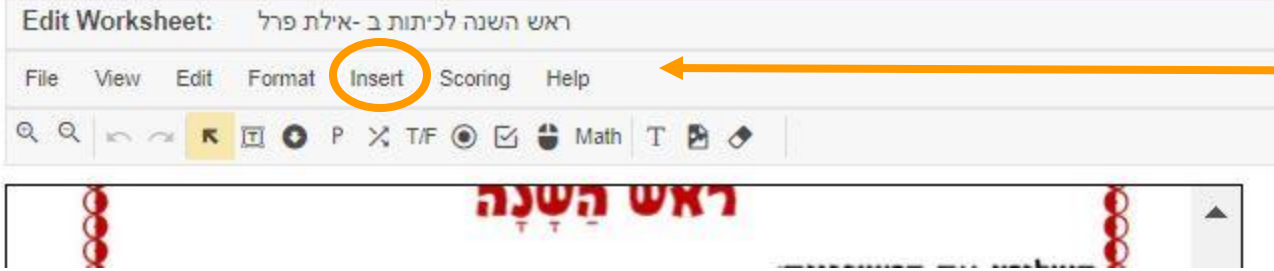 Edit Worksheet: ראש השנה לכיתות ב -אילת פרל
File View Edit Format Insert Scoring Help
T P T/F Math T
רֹאש הַשָּנָה